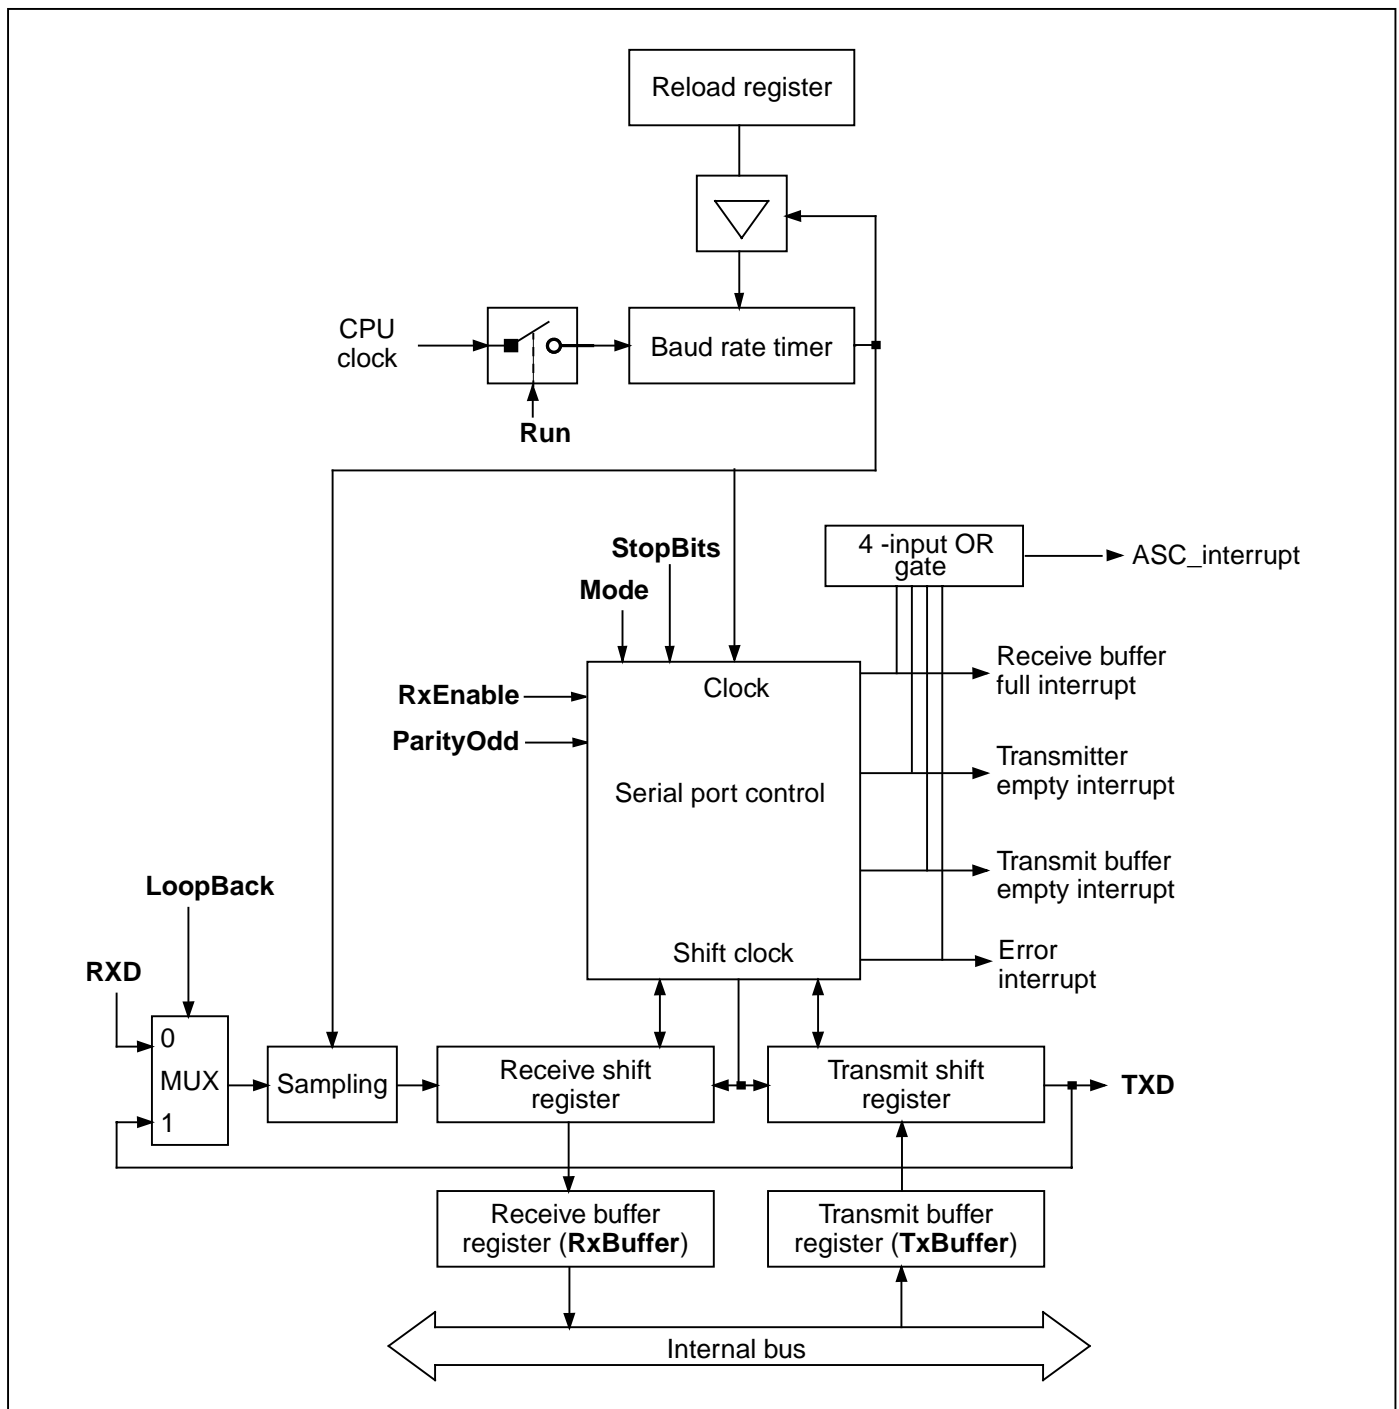 Reload register
CPU
clock
Baud rate timer
Run
StopBits
Mode
4 -input OR
gate
ASC_interrupt
RxEnable
ParityOdd
Clock
Serial port control
Shift clock
Receive buffer
full interrupt
Transmitter
empty interrupt
Transmit buffer
empty interrupt
Error
interrupt
LoopBack
RXD
0
MUX
1
Sampling
Receive shift
register
Transmit shift
register
TXD
Receive buffer
register (RxBuffer)
Transmit buffer
register (TxBuffer)
Internal bus